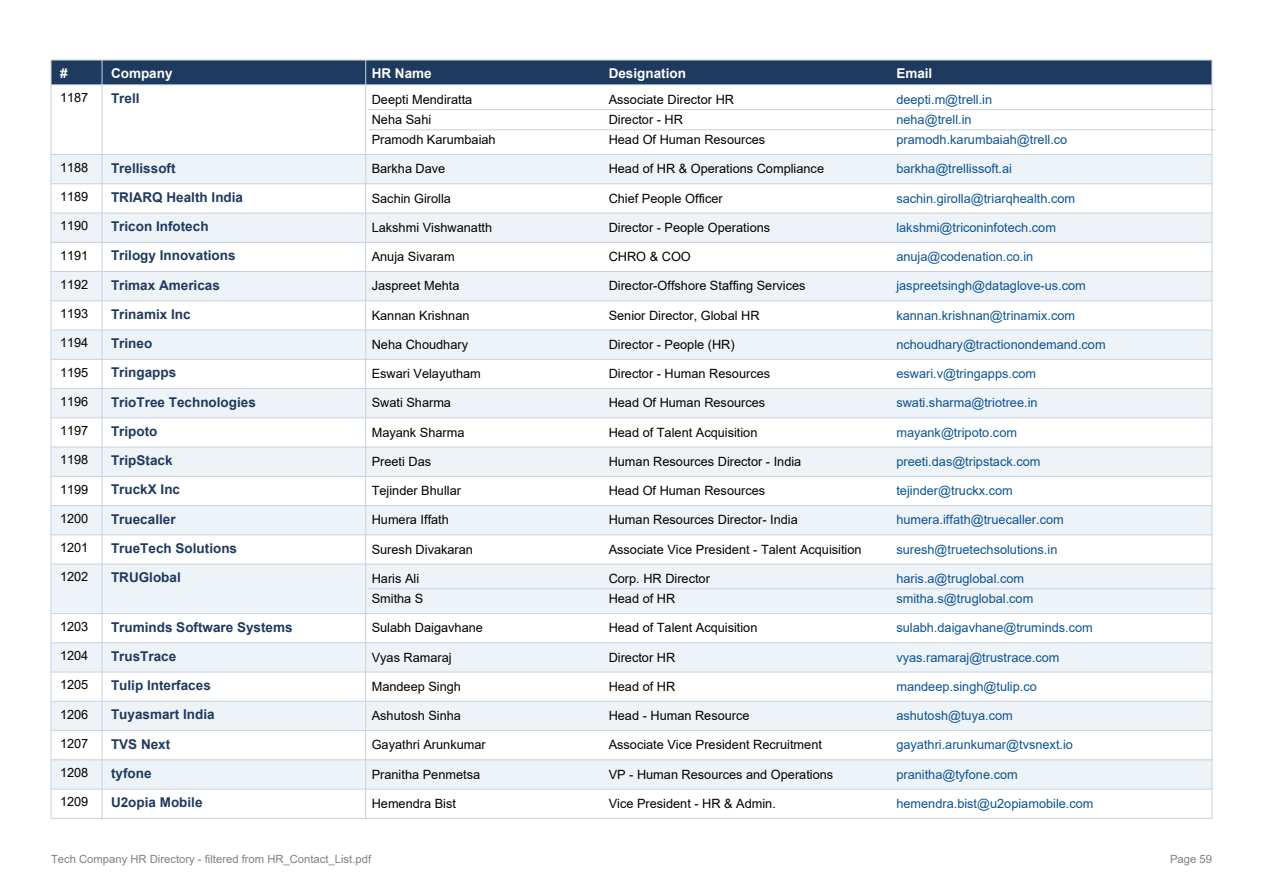 # Company HR Name Designation Email
1187 Trell Deepti Mendiratta Associate Director HR deepti.m@trell.in
Neha Sahi Director - HR neha@trell.in
Pramodh Karumbaiah Head Of Human Resources pramodh.karumbaiah@trell.co
1188 Trellissoft Barkha Dave Head of HR & Operations Compliance barkha@trellissoft.ai
1189 TRIARQ Health India Sachin Girolla Chief People Officer sachin.girolla@triarqhealth.com
1190 Tricon Infotech Lakshmi Vishwanatth Director - People Operations lakshmi@triconinfotech.com
1191 Trilogy Innovations Anuja Sivaram CHRO & COO anuja@codenation.co.in
1192 Trimax Americas Jaspreet Mehta Director-Offshore Staffing Services jaspreetsingh@dataglove-us.com
1193 Trinamix Inc Kannan Krishnan Senior Director, Global HR kannan.krishnan@trinamix.com
1194 Trineo Neha Choudhary Director - People (HR) nchoudhary@tractionondemand.com
1195 Tringapps Eswari Velayutham Director - Human Resources eswari.v@tringapps.com
1196 TrioTree Technologies Swati Sharma Head Of Human Resources swati.sharma@triotree.in
1197 Tripoto Mayank Sharma Head of Talent Acquisition mayank@tripoto.com
1198 TripStack Preeti Das Human Resources Director - India preeti.das@tripstack.com
1199 TruckX Inc Tejinder Bhullar Head Of Human Resources tejinder@truckx.com
1200 Truecaller Humera Iffath Human Resources Director- India humera.iffath@truecaller.com
1201 TrueTech Solutions Suresh Divakaran Associate Vice President - Talent Acquisition suresh@truetechsolutions.in
1202 TRUGlobal Haris Ali Corp. HR Director haris.a@truglobal.com
Smitha S Head of HR smitha.s@truglobal.com
1203 Truminds Software Systems Sulabh Daigavhane Head of Talent Acquisition sulabh.daigavhane@truminds.com
1204 TrusTrace Vyas Ramaraj Director HR vyas.ramaraj@trustrace.com
1205 Tulip Interfaces Mandeep Singh Head of HR mandeep.singh@tulip.co
1206 Tuyasmart India Ashutosh Sinha Head - Human Resource ashutosh@tuya.com
1207 TVS Next Gayathri Arunkumar Associate Vice President Recruitment gayathri.arunkumar@tvsnext.io
1208 tyfone Pranitha Penmetsa VP - Human Resources and Operations pranitha@tyfone.com
1209 U2opia Mobile Hemendra Bist Vice President - HR & Admin. hemendra.bist@u2opiamobile.com
Tech Company HR Directory - filtered from HR_Contact_List.pdf Page 59